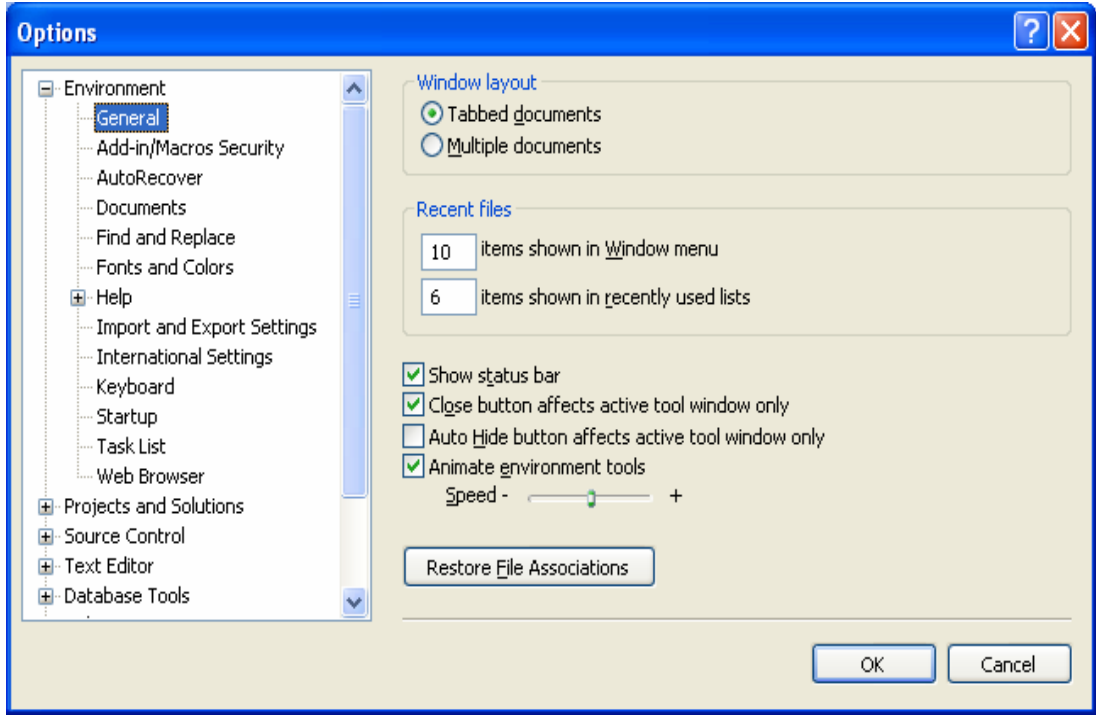 Options
Environment
General
Add-in/Macros Security
AutoRecover
Documents
Find and Replace
Fonts and Colors
Help
Import and Export Settings
International Settings
Keyboard
Startup
Task List
Web Browser
Projects and Solutions
Source Control
Text Editor
Database Tools
Window layout
Tabbed documents
Multiple documents
Recent files
10 items shown in Window menu
6 items shown in recently used lists
Show status bar
Close button affects active tool window only
Auto Hide button affects active tool window only
Animate environment tools
Speed - +
Restore File Associations
OK Cancel